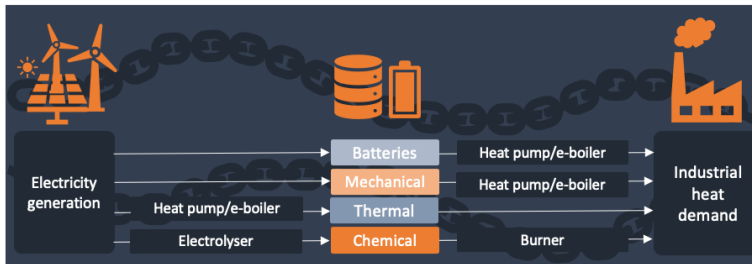 Electricity
generation
Batteries
Heat pump/e-boiler
Mechanical
Heat pump/e-boiler
Heat pump/e-boiler
Thermal
Electrolyser
Chemical
Burner
Industrial
heat
demand